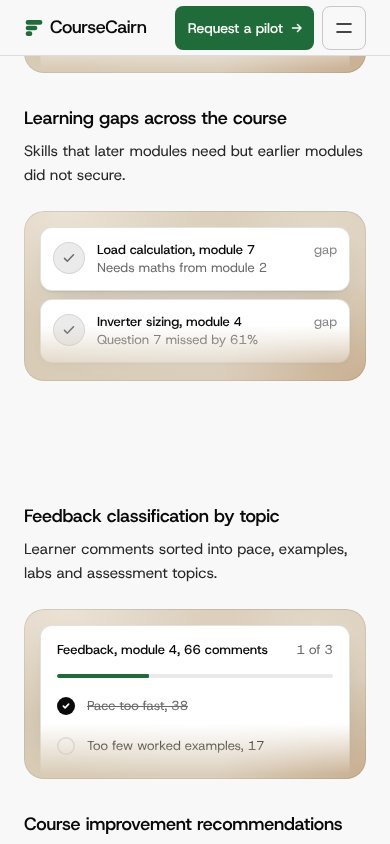 CourseCairn
Request a pilot →
Learning gaps across the course
Skills that later modules need but earlier modules
did not secure.
Load calculation, module 7 gap
Needs maths from module 2
Inverter sizing, module 4 gap
Question 7 missed by 61%
Feedback classification by topic
Learner comments sorted into pace, examples,
labs and assessment topics.
Feedback, module 4, 66 comments 1 of 3
Pace too fast, 38
Too few worked examples, 17
Course improvement recommendations